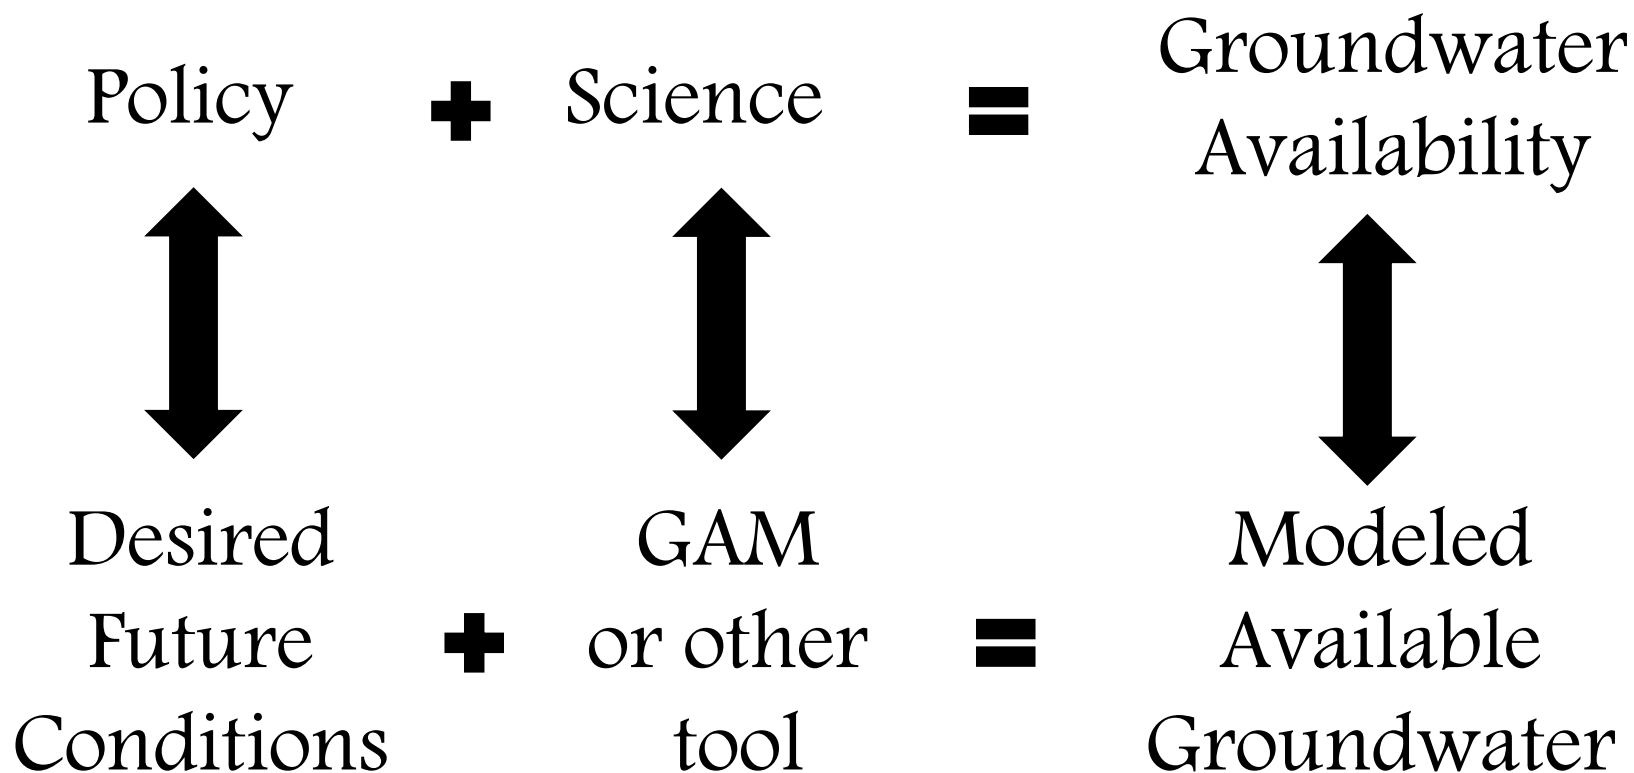 Policy + Science = Groundwater
Availability
Desired
Future
Conditions
+
GAM
or other
tool
=
Modeled
Available
Groundwater